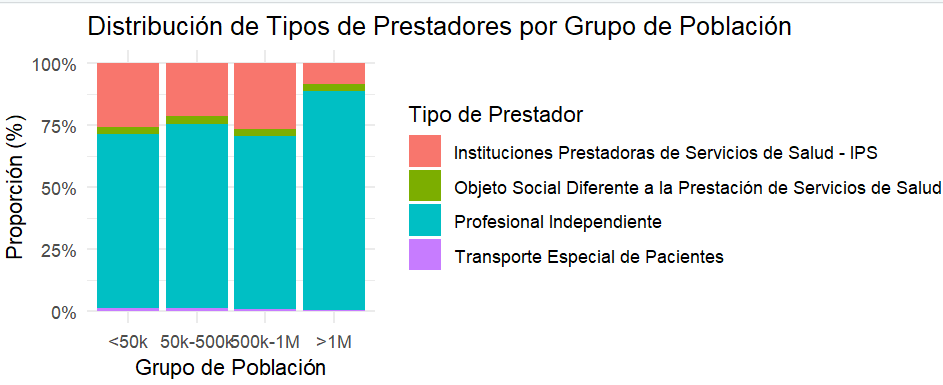 Distribución de Tipos de Prestadores por Grupo de Población
Proporción (%)
100%
75%
50%
25%
0%
<50k
50k-500k
500k-1M
>1M
Grupo de Población
Tipo de Prestador
Instituciones Prestadoras de Servicios de Salud - IPS
Objeto Social Diferente a la Prestación de Servicios de Salud
Profesional Independiente
Transporte Especial de Pacientes